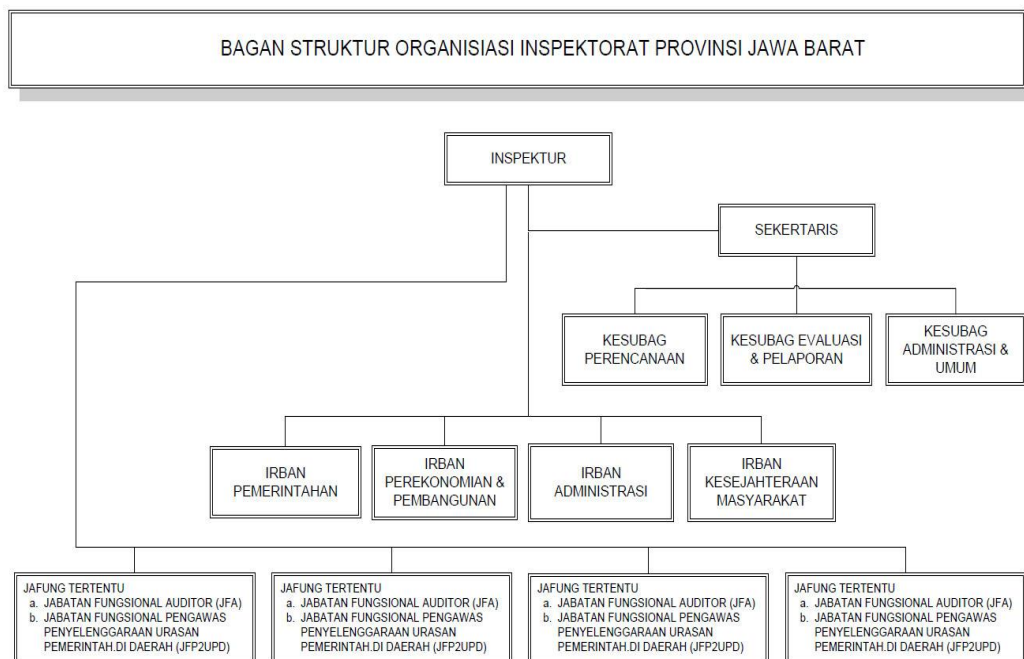 BAGAN STRUKTUR ORGANISIASI INSPEKTORAT PROVINSI JAWA BARAT
INSPEKTUR
SEKERTARIS
KESUBAG
PERENCANAAN
KESUBAG EVALUASI
& PELAPORAN
KESUBAG
ADMINISTRASI &
UMUM
IRBAN
PEMERINTAHAN
IRBAN
PEREKONOMIAN &
PEMBANGUNAN
IRBAN
ADMINISTRASI
IRBAN
KESEJAHTERAAN
MASYARAKAT
JAFUNG TERTENTU
a. JABATAN FUNGSIONAL AUDITOR (JFA)
b. JABATAN FUNGSIONAL PENGAWAS
PENYELENGGARAAN URASAN
PEMERINTAH.DI DAERAH (JFP2UPD)
JAFUNG TERTENTU
a. JABATAN FUNGSIONAL AUDITOR (JFA)
b. JABATAN FUNGSIONAL PENGAWAS
PENYELENGGARAAN URASAN
PEMERINTAH.DI DAERAH (JFP2UPD)
JAFUNG TERTENTU
a. JABATAN FUNGSIONAL AUDITOR (JFA)
b. JABATAN FUNGSIONAL PENGAWAS
PENYELENGGARAAN URASAN
PEMERINTAH.DI DAERAH (JFP2UPD)
JAFUNG TERTENTU
a. JABATAN FUNGSIONAL AUDITOR (JFA)
b. JABATAN FUNGSIONAL PENGAWAS
PENYELENGGARAAN URASAN
PEMERINTAH.DI DAERAH (JFP2UPD)